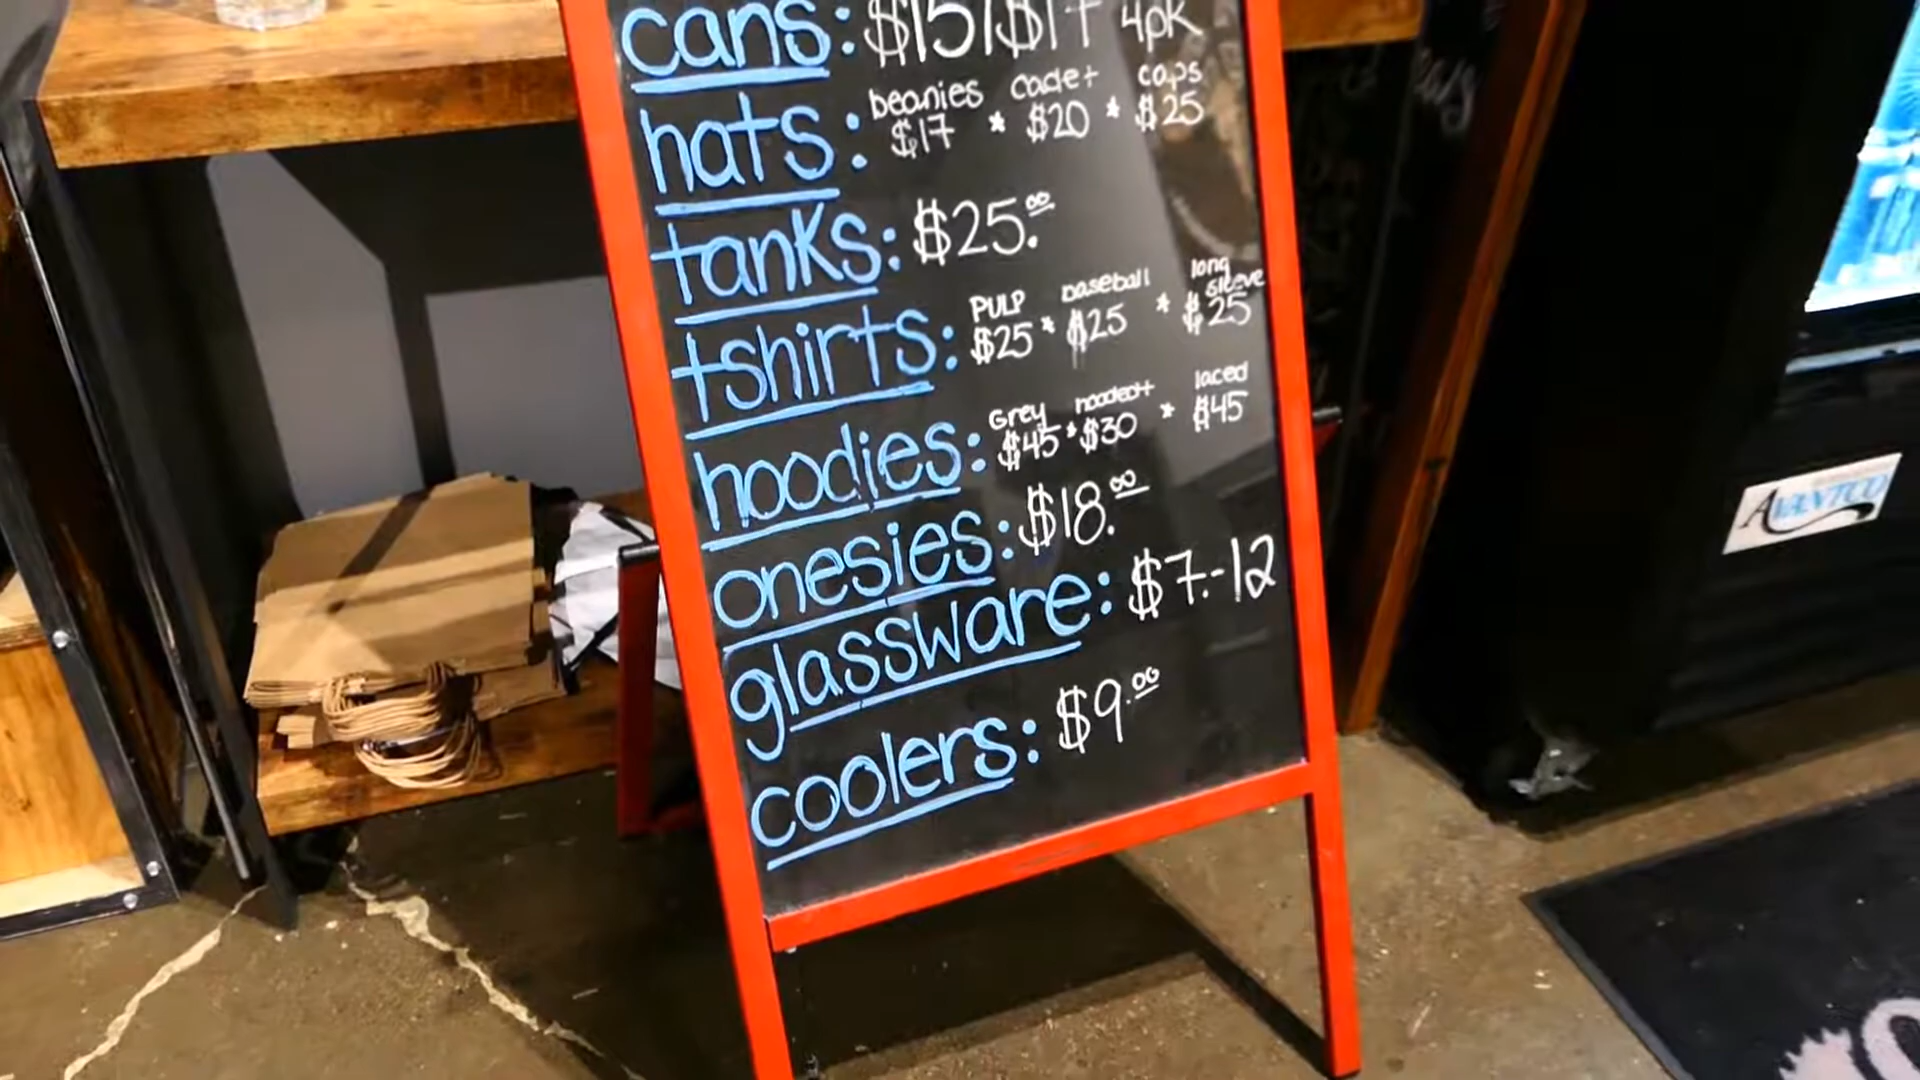 cans: $15/$17 4pk
hats: beanies $17 * cadet $20 * caps $25
tanks: $25.00
tshirts: PULP $25 * baseball $25 * long sleeve $25
hoodies: Grey $45 * $30 * laced $45
onesies: $18.00
glassware: $7.-12
coolers: $9.00
AVANTCO